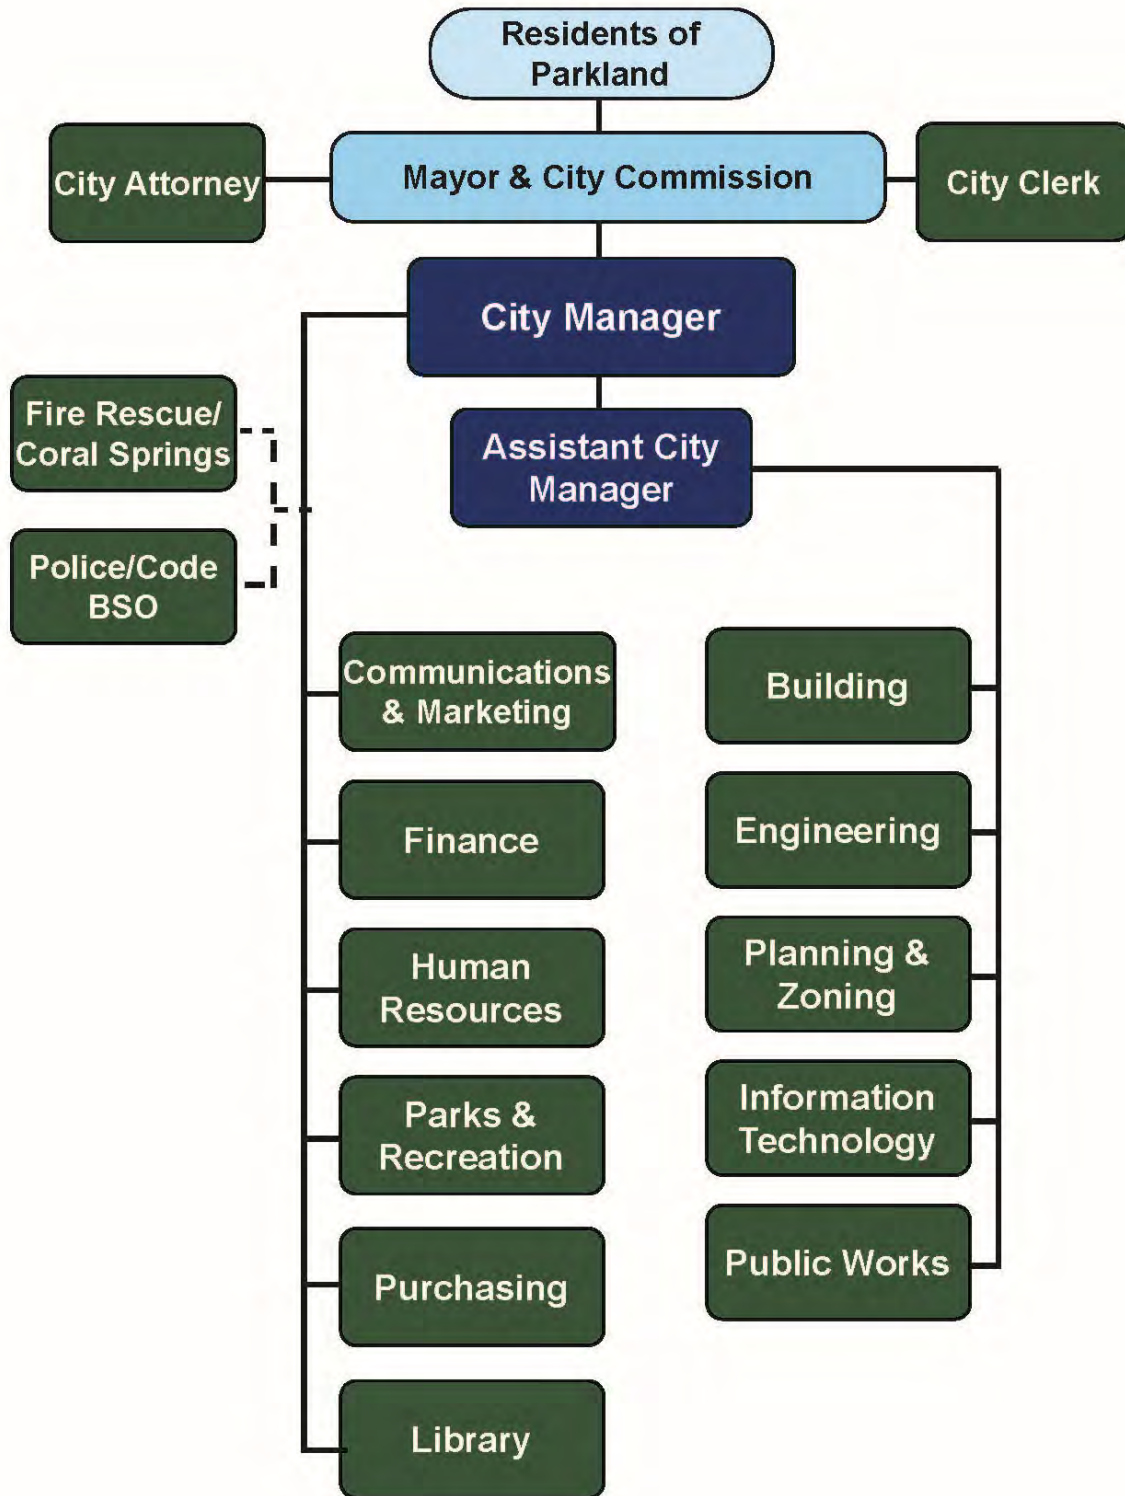 Residents of
Parkland
City Attorney
Mayor & City Commission
City Clerk
City Manager
Assistant City
Manager
Fire Rescue/
Coral Springs
Police/Code
BSO
Communications
& Marketing
Finance
Human
Resources
Parks &
Recreation
Purchasing
Library
Building
Engineering
Planning &
Zoning
Information
Technology
Public Works